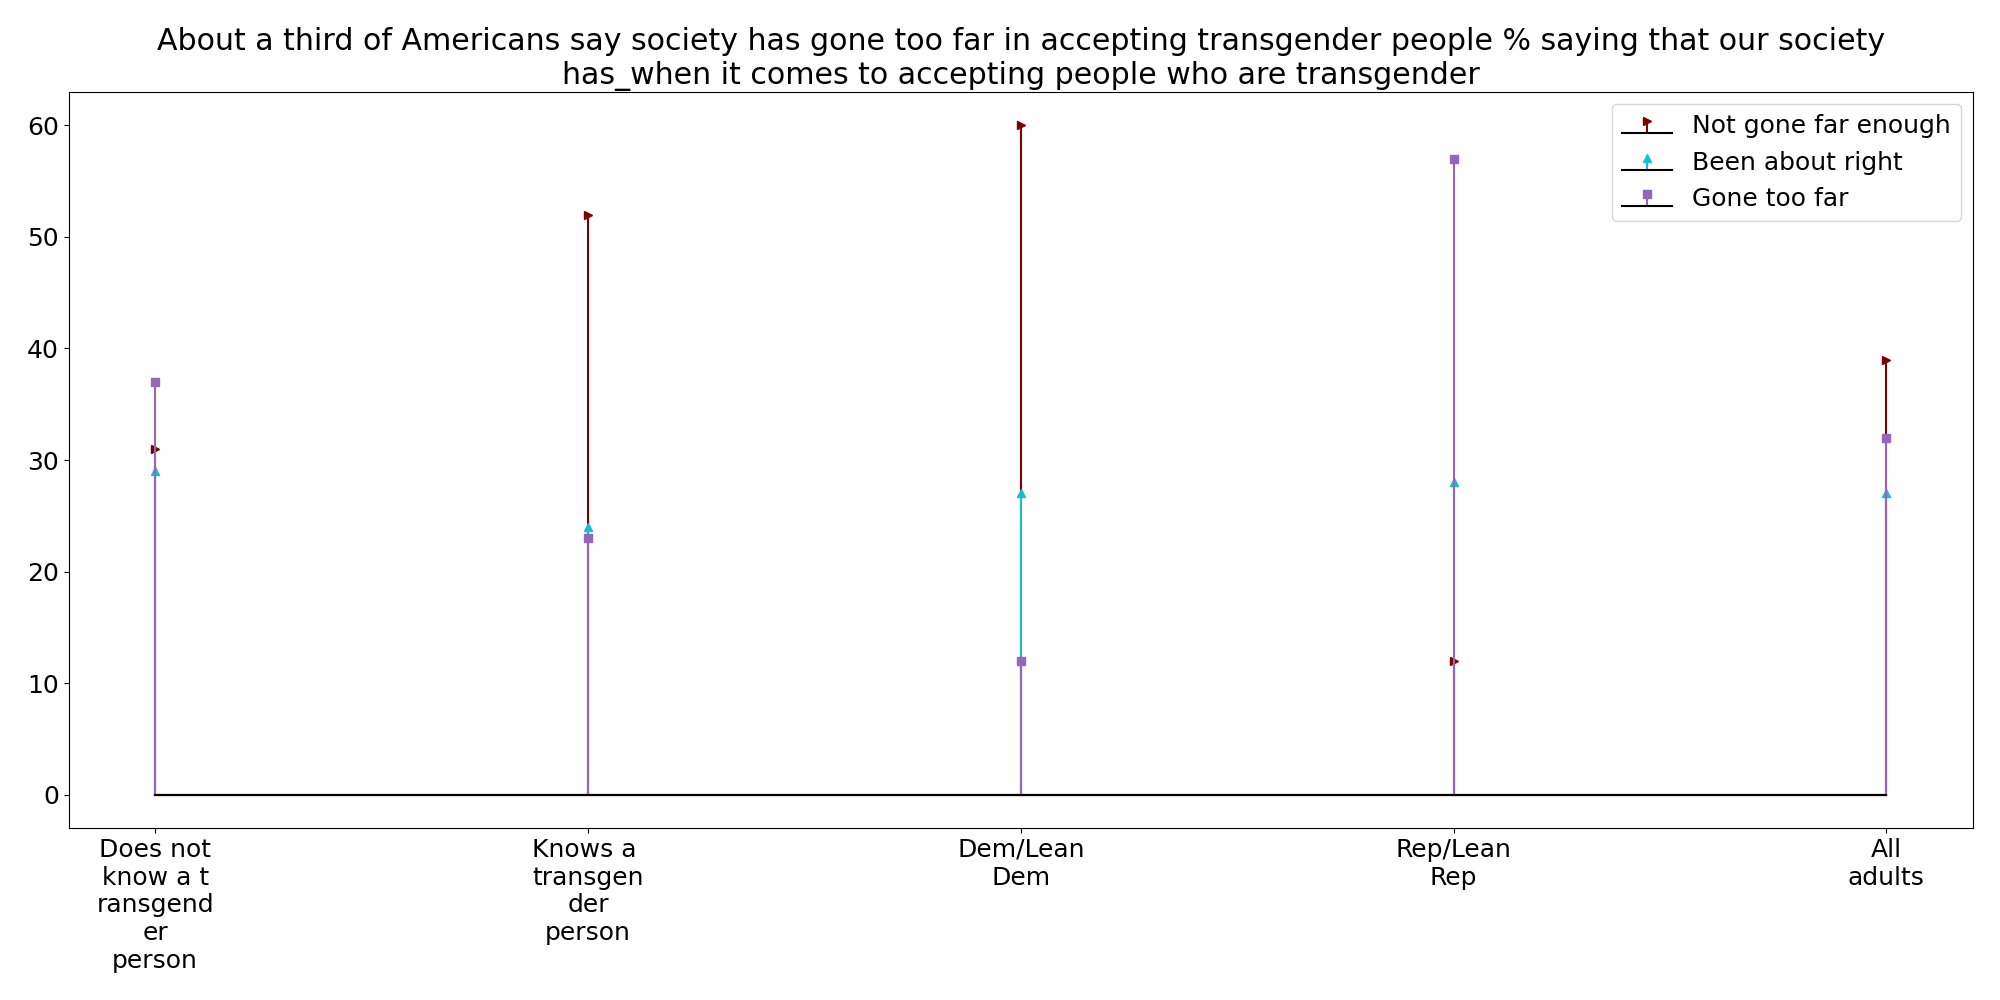 About a third of Americans say society has gone too far in accepting transgender people % saying that our society
has_when it comes to accepting people who are transgender
60
50
40
30
20
10
0
Not gone far enough
Been about right
Gone too far
Does not
know a t
ransgend
er
person
Knows a
transgen
der
person
Dem/Lean
Dem
Rep/Lean
Rep
All
adults